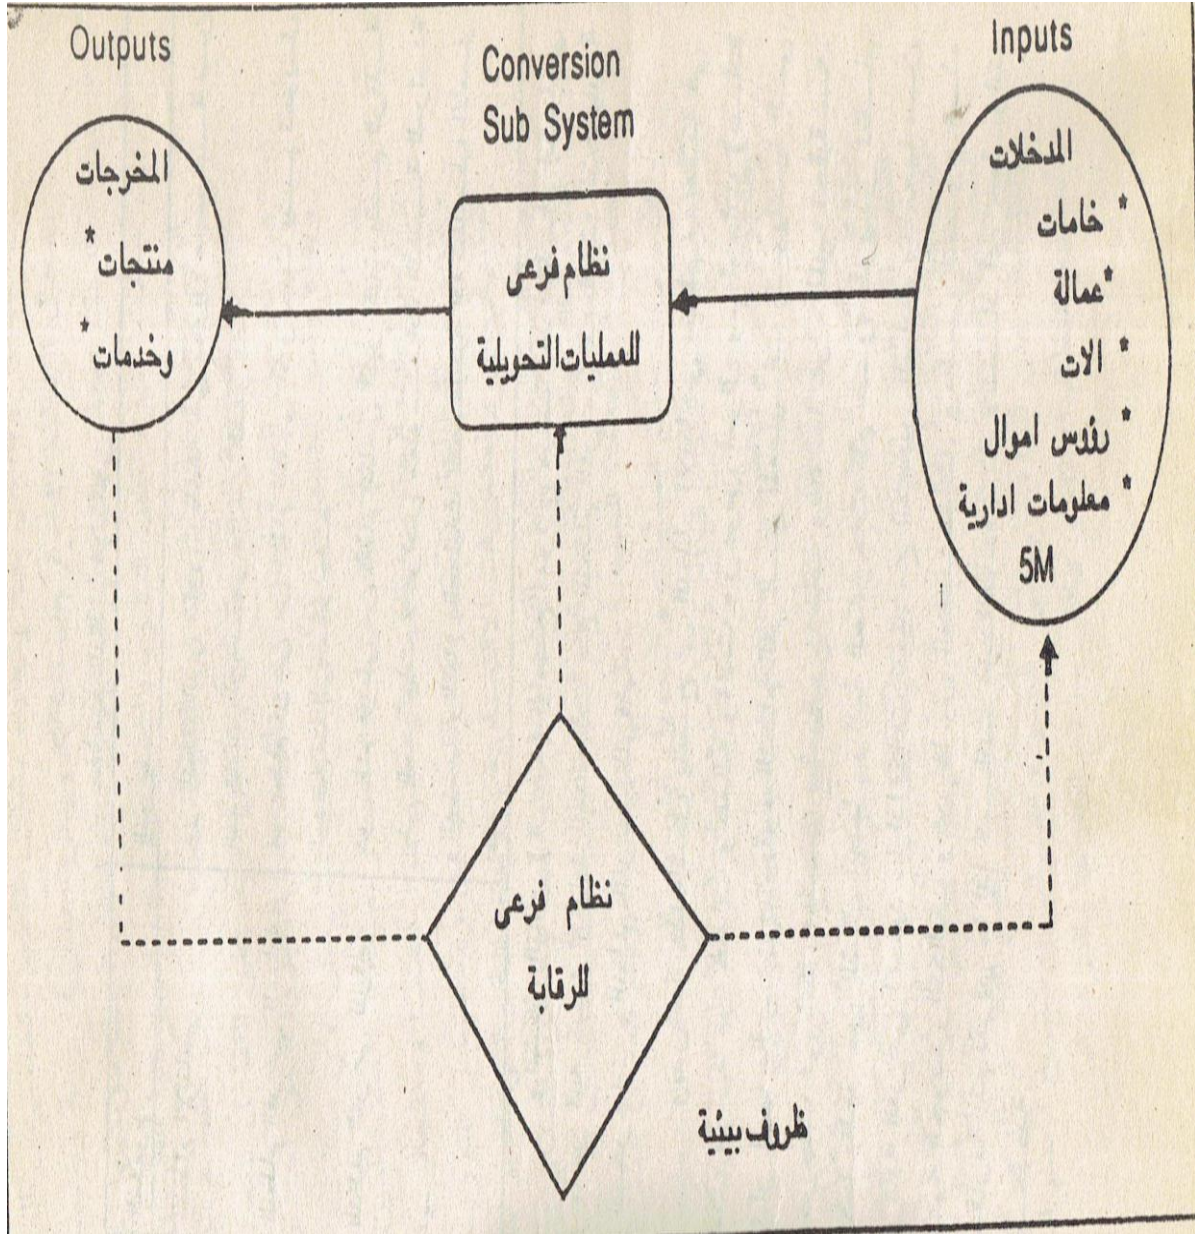 Inputs
المدخلات
* خامات
* عمالة
* الات
* رؤوس اموال
* معلومات ادارية
5M
Conversion
Sub System
نظام فرعى
للعمليات التحويلية
Outputs
المخرجات
منتجات *
وخدمات *
نظام فرعى
للرقابة
ظروف بيئية